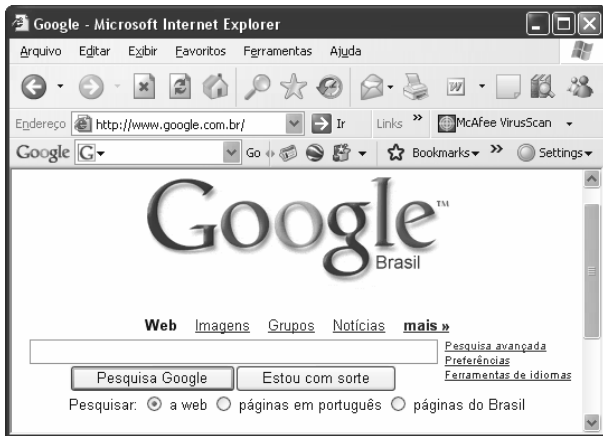 Google - Microsoft Internet Explorer
Arquivo Editar Exibir Favoritos Ferramentas Ajuda
Endereço http://www.google.com.br/ Ir Links » McAfee VirusScan
Google G Go Bookmarks » Settings
Google™
Brasil
Web Imagens Grupos Notícias mais »
Pesquisa avançada
Preferências
Ferramentas de idiomas
Pesquisa Google Estou com sorte
Pesquisar: a web páginas em português páginas do Brasil